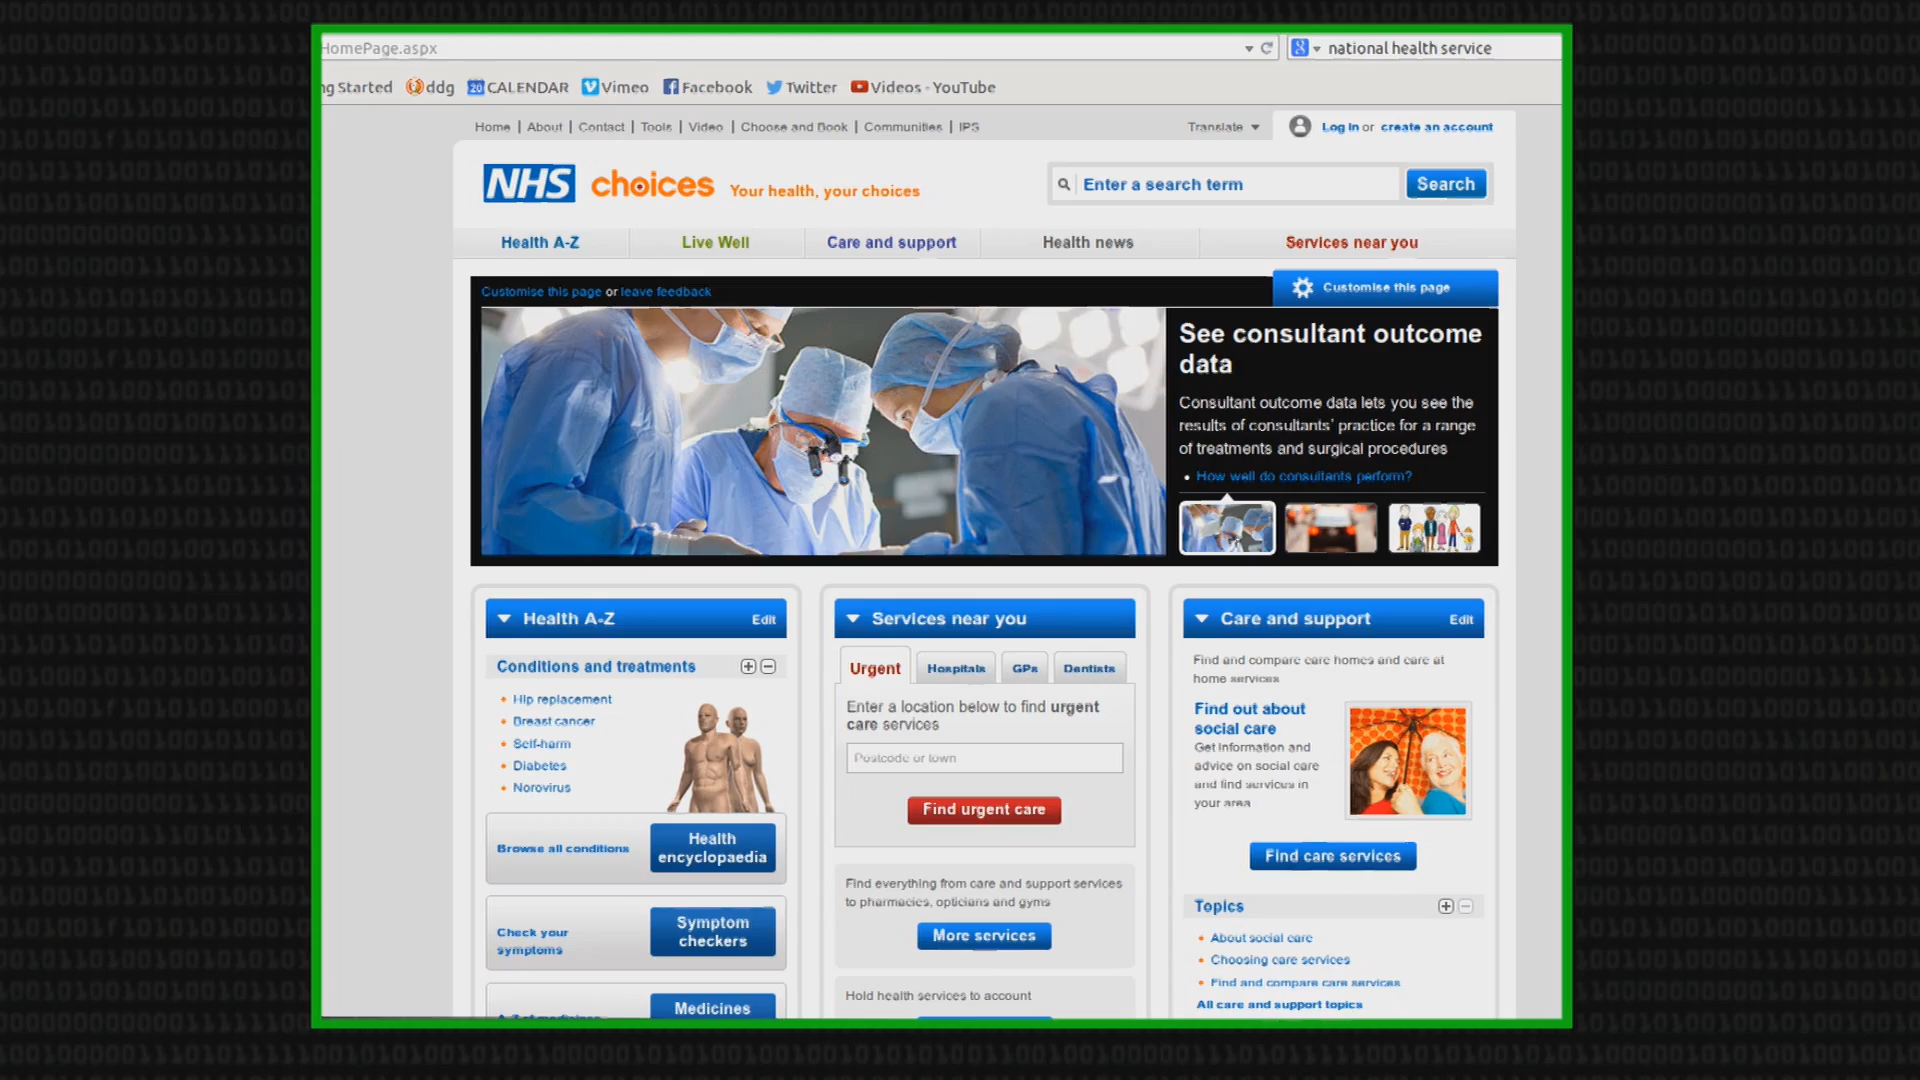 HomePage.aspx
national health service
ng Started ddg CALENDAR Vimeo Facebook Twitter Videos - YouTube
Home | About | Contact | Tools | Video | Choose and Book | Communities | IPS
Translate
Log in or create an account
NHS choices Your health, your choices
Enter a search term
Search
Health A-Z
Live Well
Care and support
Health news
Services near you
Customise this page or leave feedback
Customise this page
See consultant outcome
data
Consultant outcome data lets you see the
results of consultants' practice for a range
of treatments and surgical procedures
How well do consultants perform?
Health A-Z Edit
Conditions and treatments
Hip replacement
Breast cancer
Self-harm
Diabetes
Norovirus
Browse all conditions
Health
encyclopaedia
Check your
symptoms
Symptom
checkers
A-Z of medicines
Medicines
Services near you
Urgent
Hospitals
GPs
Dentists
Enter a location below to find urgent
care services
Postcode or town
Find urgent care
Find everything from care and support services
to pharmacies, opticians and gyms
More services
Hold health services to account
Care and support Edit
Find and compare care homes and care at
home services
Find out about
social care
Get information and
advice on social care
and find services in
your area
Find care services
Topics
About social care
Choosing care services
Find and compare care services
All care and support topics